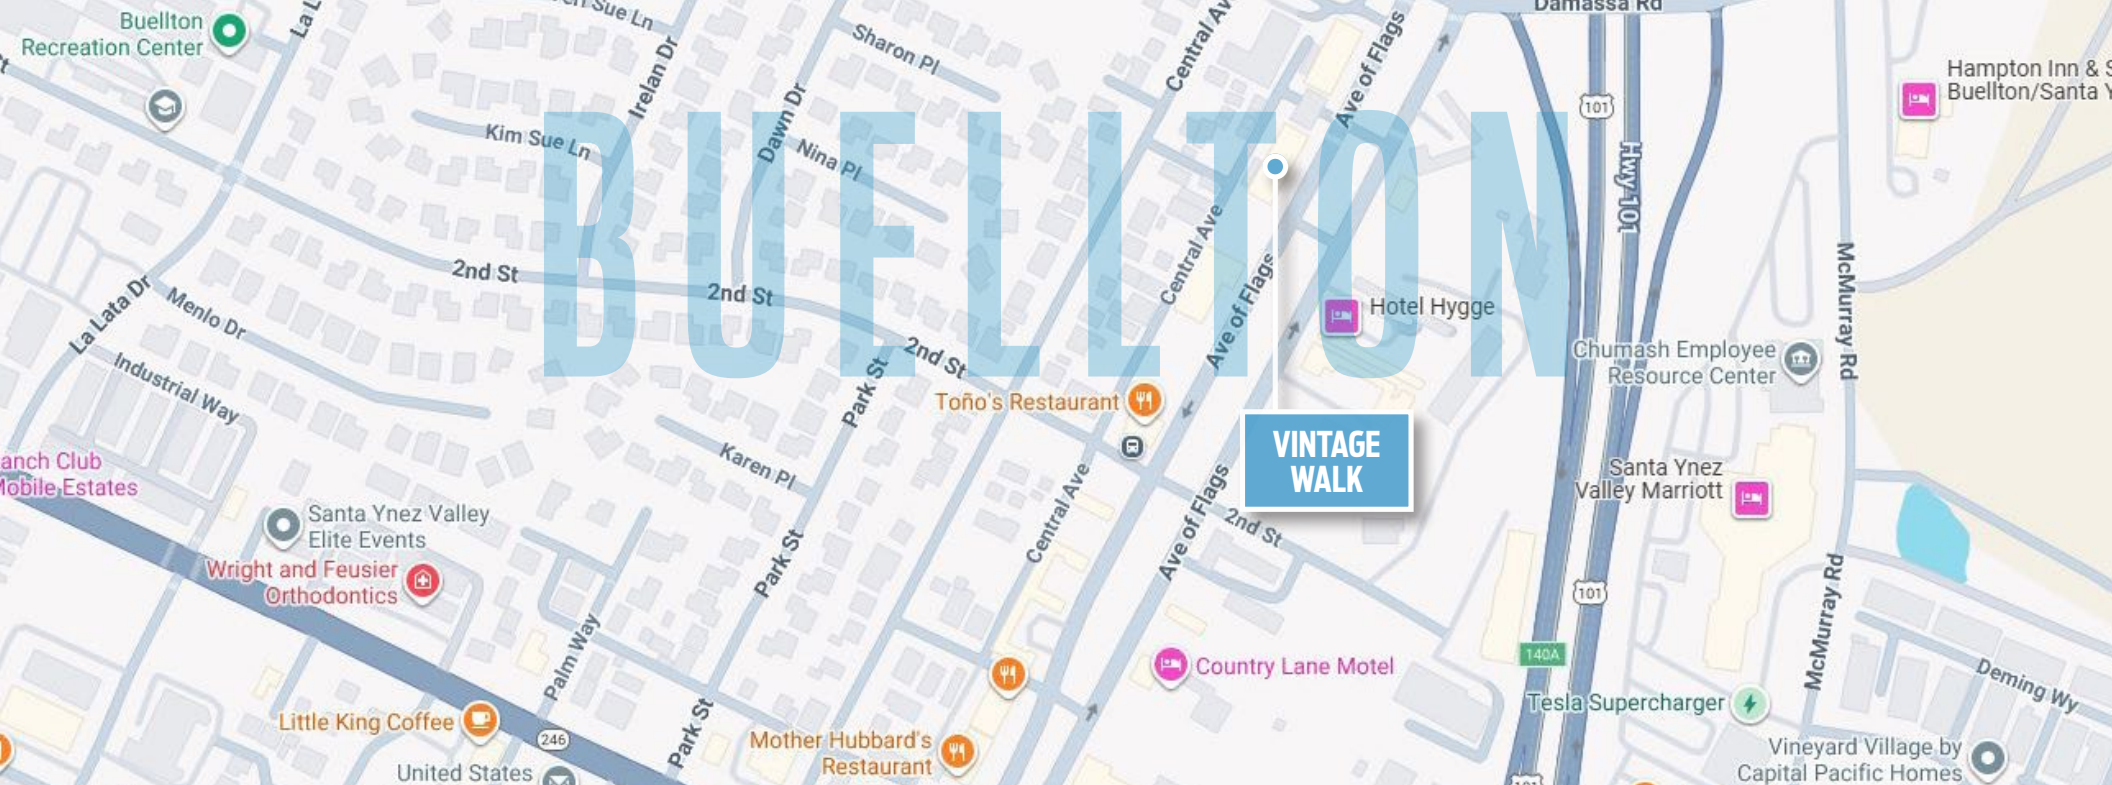 Buellton
Recreation Center
La L
Sue Ln
Irelan Dr
Sharon Pl
Central Av
Ave of Flags
Damassa Rd
101
Hampton Inn & S
Buellton/Santa Y
Kim Sue Ln
Dawn Dr
Nina Pl
BUELLTON
Hwy 101
2nd St
2nd St
Central Ave
Ave of Flags
Hotel Hygge
McMurray Rd
La Lata Dr
Menlo Dr
Industrial Way
2nd St
Park St
Toño's Restaurant
Chumash Employee
Resource Center
VINTAGE
WALK
anch Club
Mobile Estates
Karen Pl
Central Ave
Ave of Flags
2nd St
Santa Ynez
Valley Marriott
Santa Ynez Valley
Elite Events
Wright and Feusier
Orthodontics
Park St
101
Palm Way
140A
Country Lane Motel
McMurray Rd
Deming Wy
Tesla Supercharger
Little King Coffee
246
Park St
Mother Hubbard's
Restaurant
United States
Vineyard Village by
Capital Pacific Homes